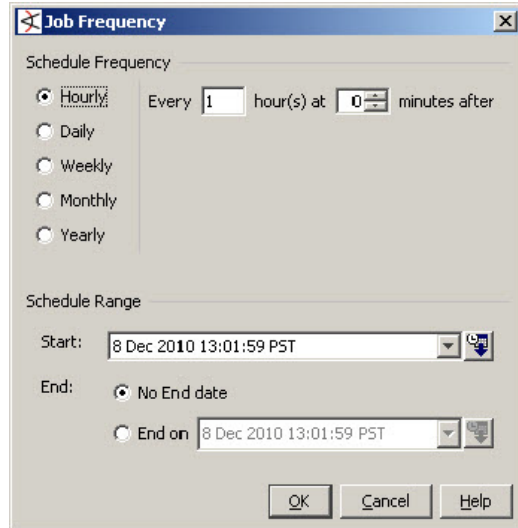 Job Frequency
Schedule Frequency
Hourly Every 1 hour(s) at 0 minutes after
Daily
Weekly
Monthly
Yearly
Schedule Range
Start: 8 Dec 2010 13:01:59 PST
End: No End date
End on 8 Dec 2010 13:01:59 PST
OK Cancel Help